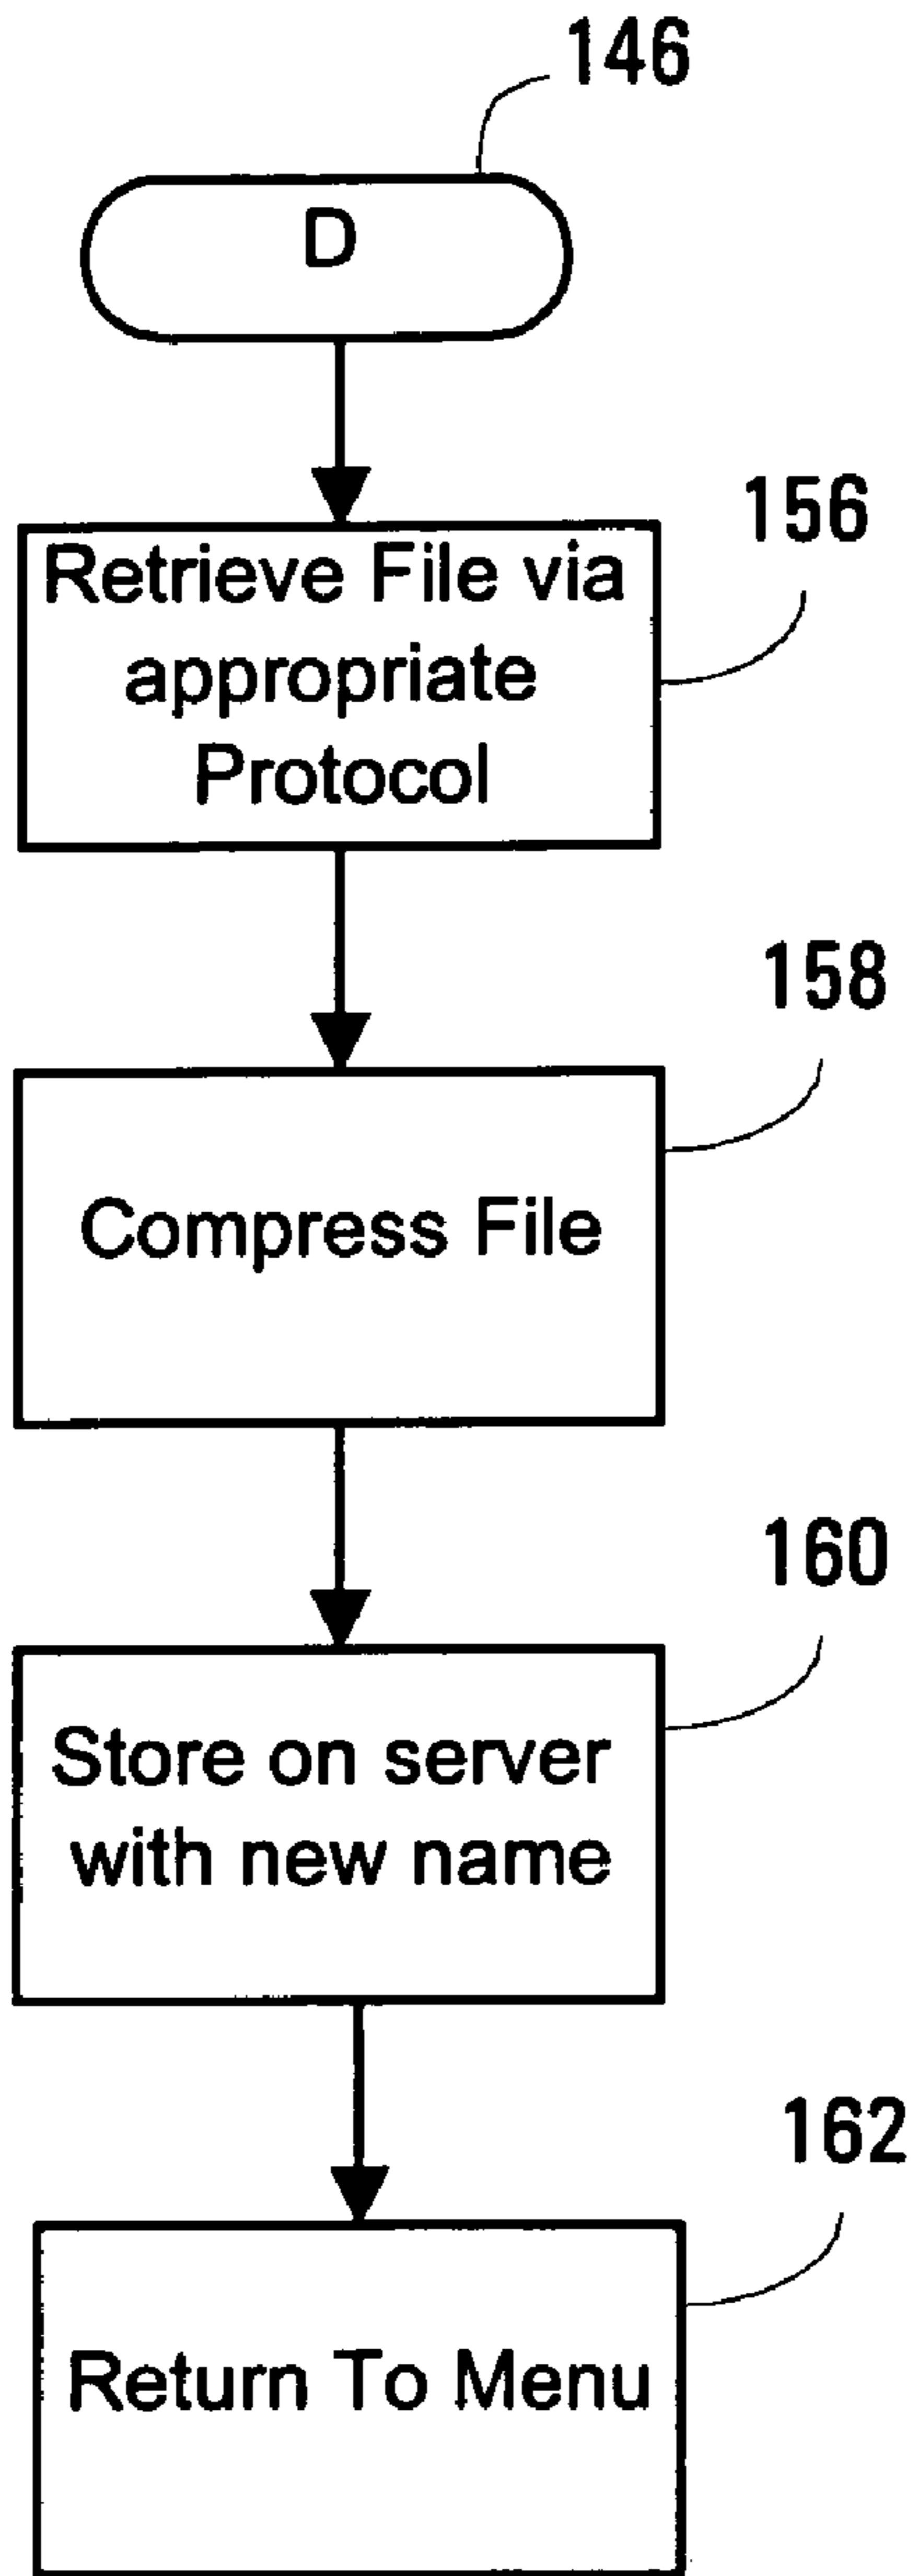 146
D
156
Retrieve File via
appropriate
Protocol
158
Compress File
160
Store on server
with new name
162
Return To Menu